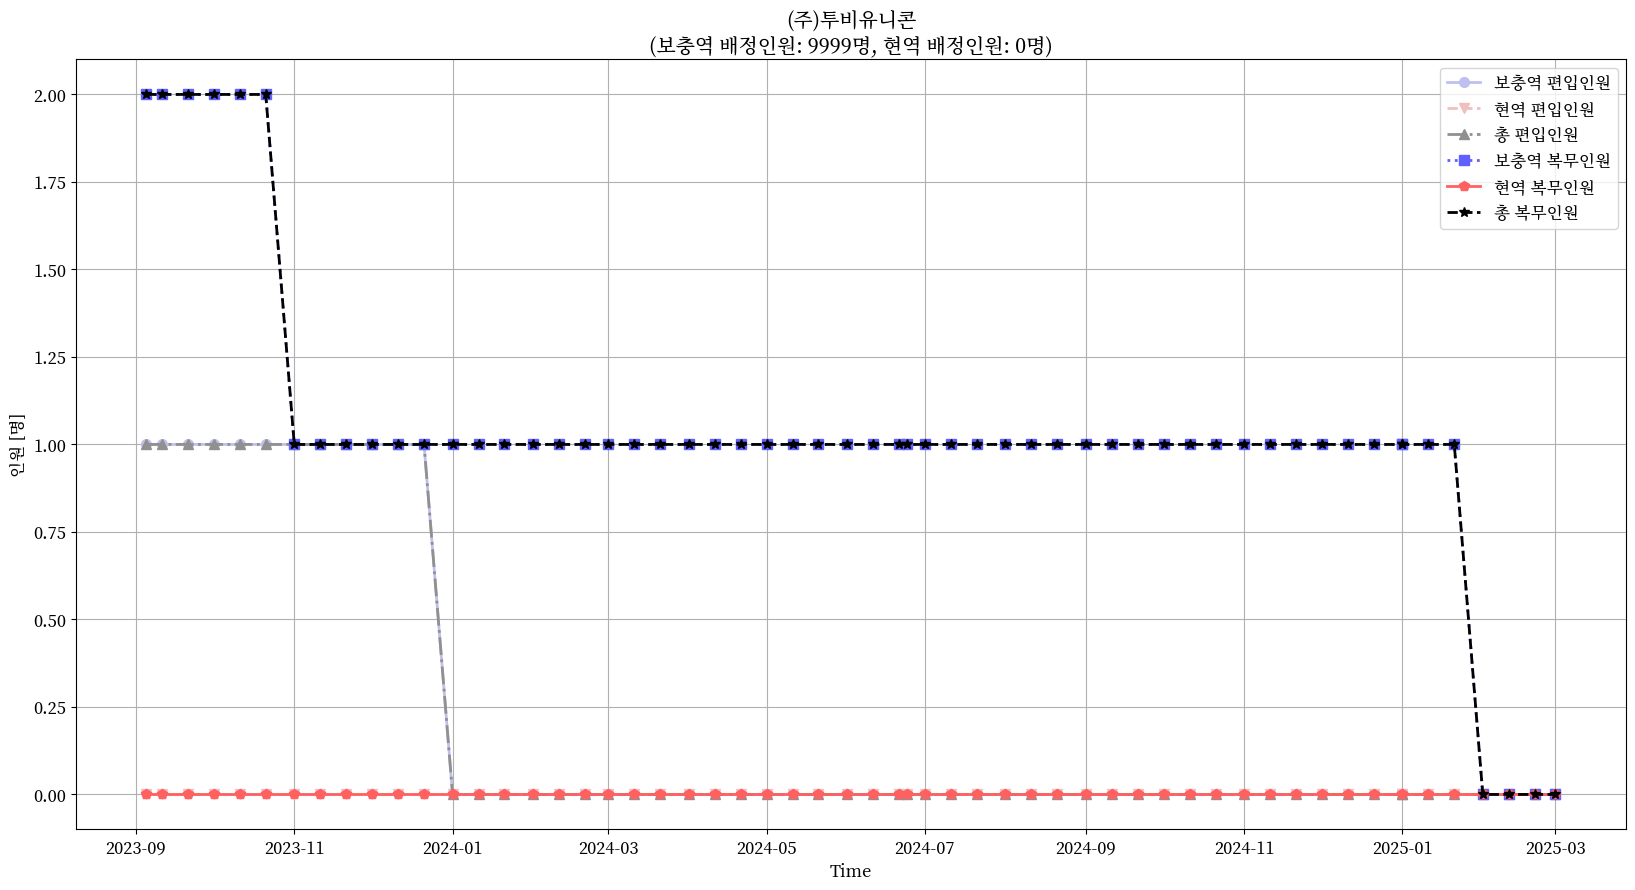 (주)투비유니콘
(보충역 배정인원: 9999명, 현역 배정인원: 0명)
보충역 편입인원
현역 편입인원
총 편입인원
보충역 복무인원
현역 복무인원
총 복무인원
2.00
1.75
1.50
1.25
1.00
0.75
0.50
0.25
0.00
인원 [명]
2023-09 2023-11 2024-01 2024-03 2024-05 2024-07 2024-09 2024-11 2025-01 2025-03
Time